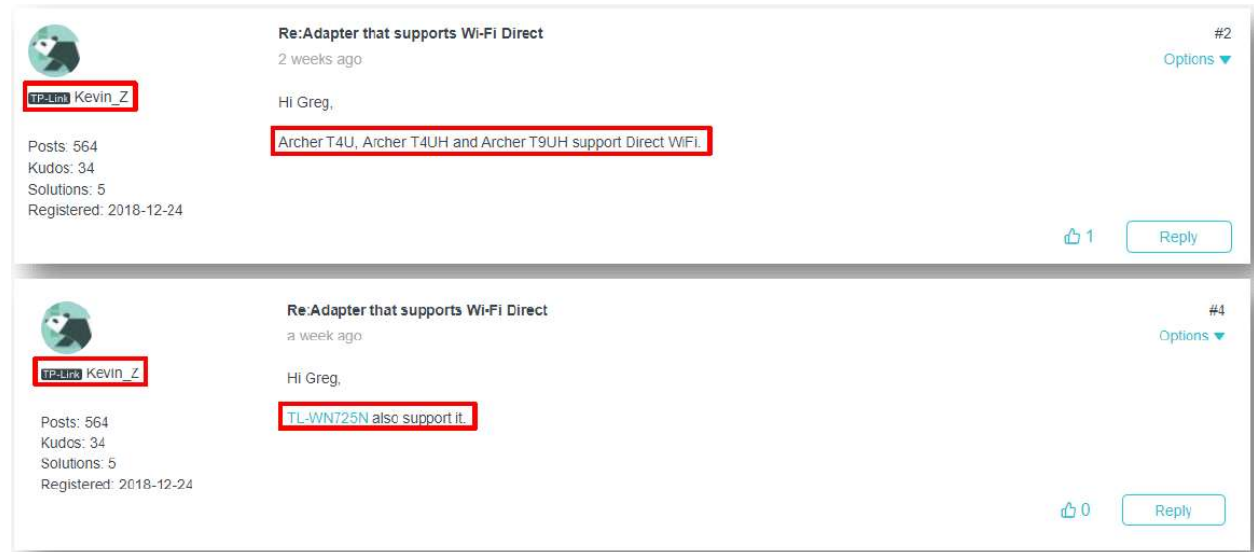 Re:Adapter that supports Wi-Fi Direct
#2
2 weeks ago
Options
TP-Link Kevin_Z
Hi Greg,
Archer T4U, Archer T4UH and Archer T9UH support Direct WiFi.
Posts: 564
Kudos: 34
Solutions: 5
Registered: 2018-12-24
1
Reply
Re:Adapter that supports Wi-Fi Direct
#4
a week ago
Options
TP-Link Kevin_Z
Hi Greg,
TL-WN725N also support it.
Posts: 564
Kudos: 34
Solutions: 5
Registered: 2018-12-24
0
Reply